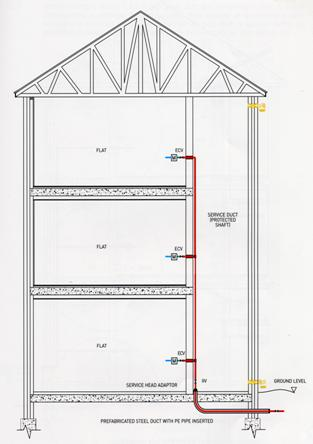 FLAT
ECV
M
SERVICE DUCT
(PROTECTED
SHAFT)
FLAT
ECV
M
FLAT
ECV
M
SERVICE HEAD ADAPTOR
IIV
GROUND LEVEL
PREFABRICATED STEEL DUCT WITH PE PIPE INSERTED